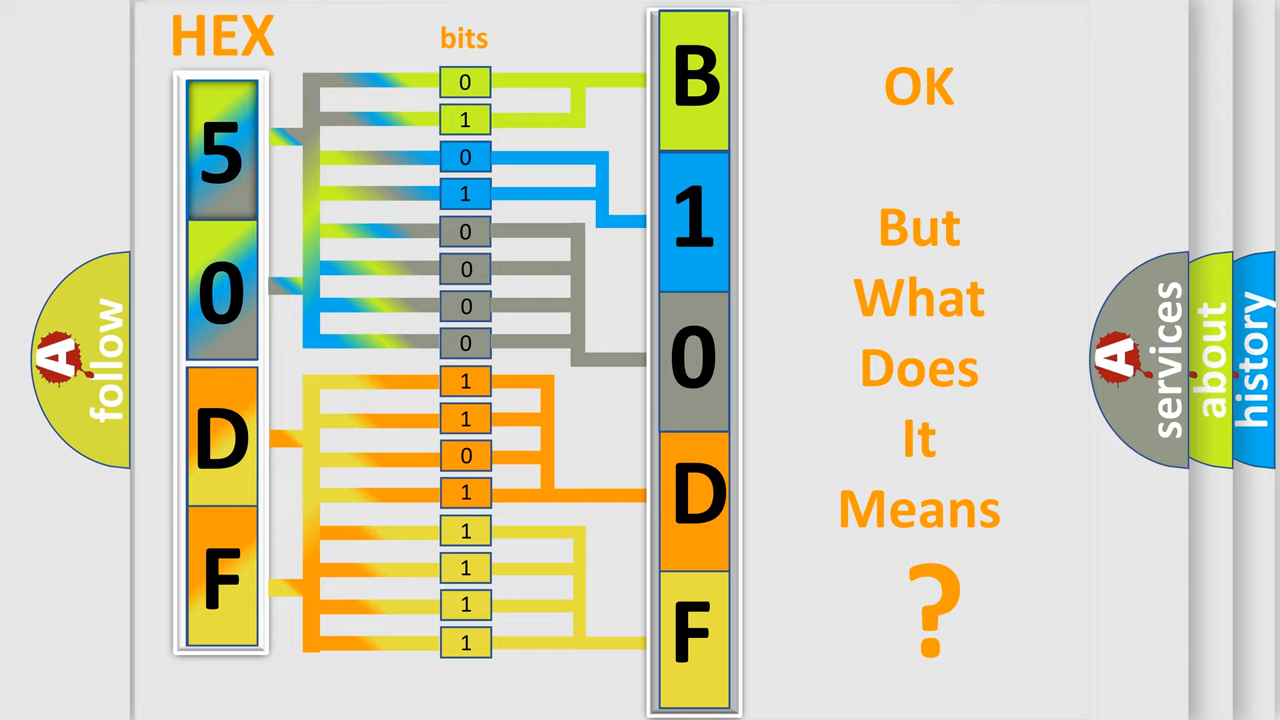 HEX
bits
5
0
D
F
0
1
0
1
0
0
0
0
1
1
0
1
1
1
1
1
B
1
0
D
F
OK
But
What
Does
It
Means
?
A
follow
A
services
about
history